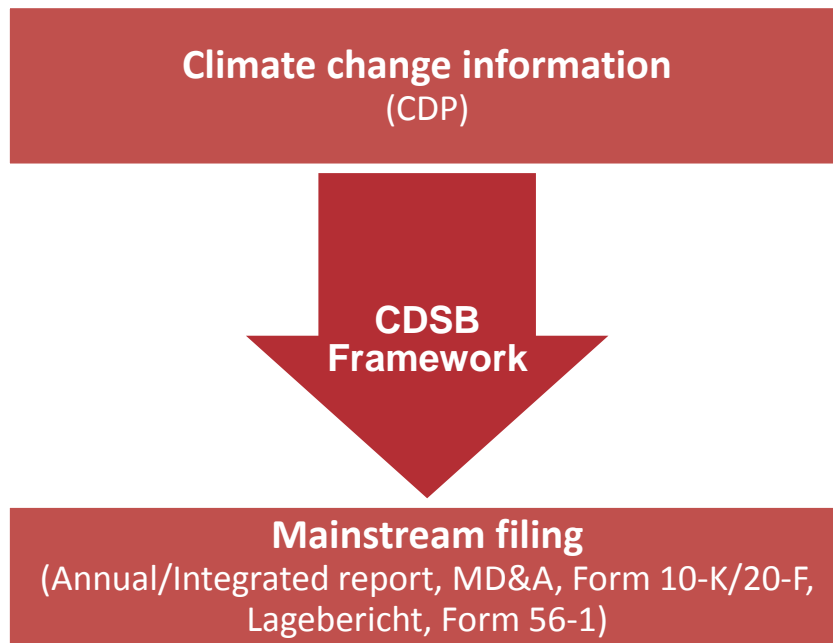 Climate change information
(CDP)
CDSB
Framework
Mainstream filing
(Annual/Integrated report, MD&A, Form 10-K/20-F,
Lagebericht, Form 56-1)